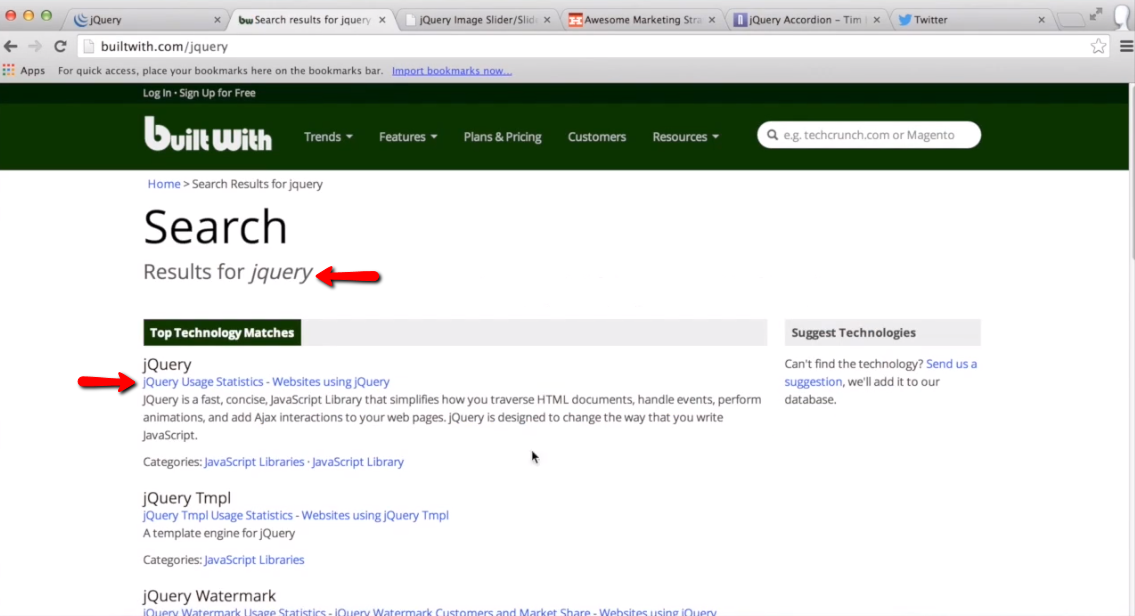 jQuery
bw Search results for jquery
jQuery Image Slider/Slid
Awesome Marketing Stra
jQuery Accordion – Tim
Twitter
builtwith.com/jquery
Apps For quick access, place your bookmarks here on the bookmarks bar. Import bookmarks now...
Log In · Sign Up for Free
builtwith Trends Features Plans & Pricing Customers Resources e.g. techcrunch.com or Magento
Home > Search Results for jquery
Search
Results for jquery
Top Technology Matches
jQuery
jQuery Usage Statistics - Websites using jQuery
JQuery is a fast, concise, JavaScript Library that simplifies how you traverse HTML documents, handle events, perform
animations, and add Ajax interactions to your web pages. jQuery is designed to change the way that you write
JavaScript.
Categories: JavaScript Libraries · JavaScript Library
jQuery Tmpl
jQuery Tmpl Usage Statistics - Websites using jQuery Tmpl
A template engine for jQuery
Categories: JavaScript Libraries
jQuery Watermark
jQuery Watermark Usage Statistics - jQuery Watermark Customers and Market Share - Websites using jQuery
Suggest Technologies
Can't find the technology? Send us a
suggestion, we'll add it to our
database.